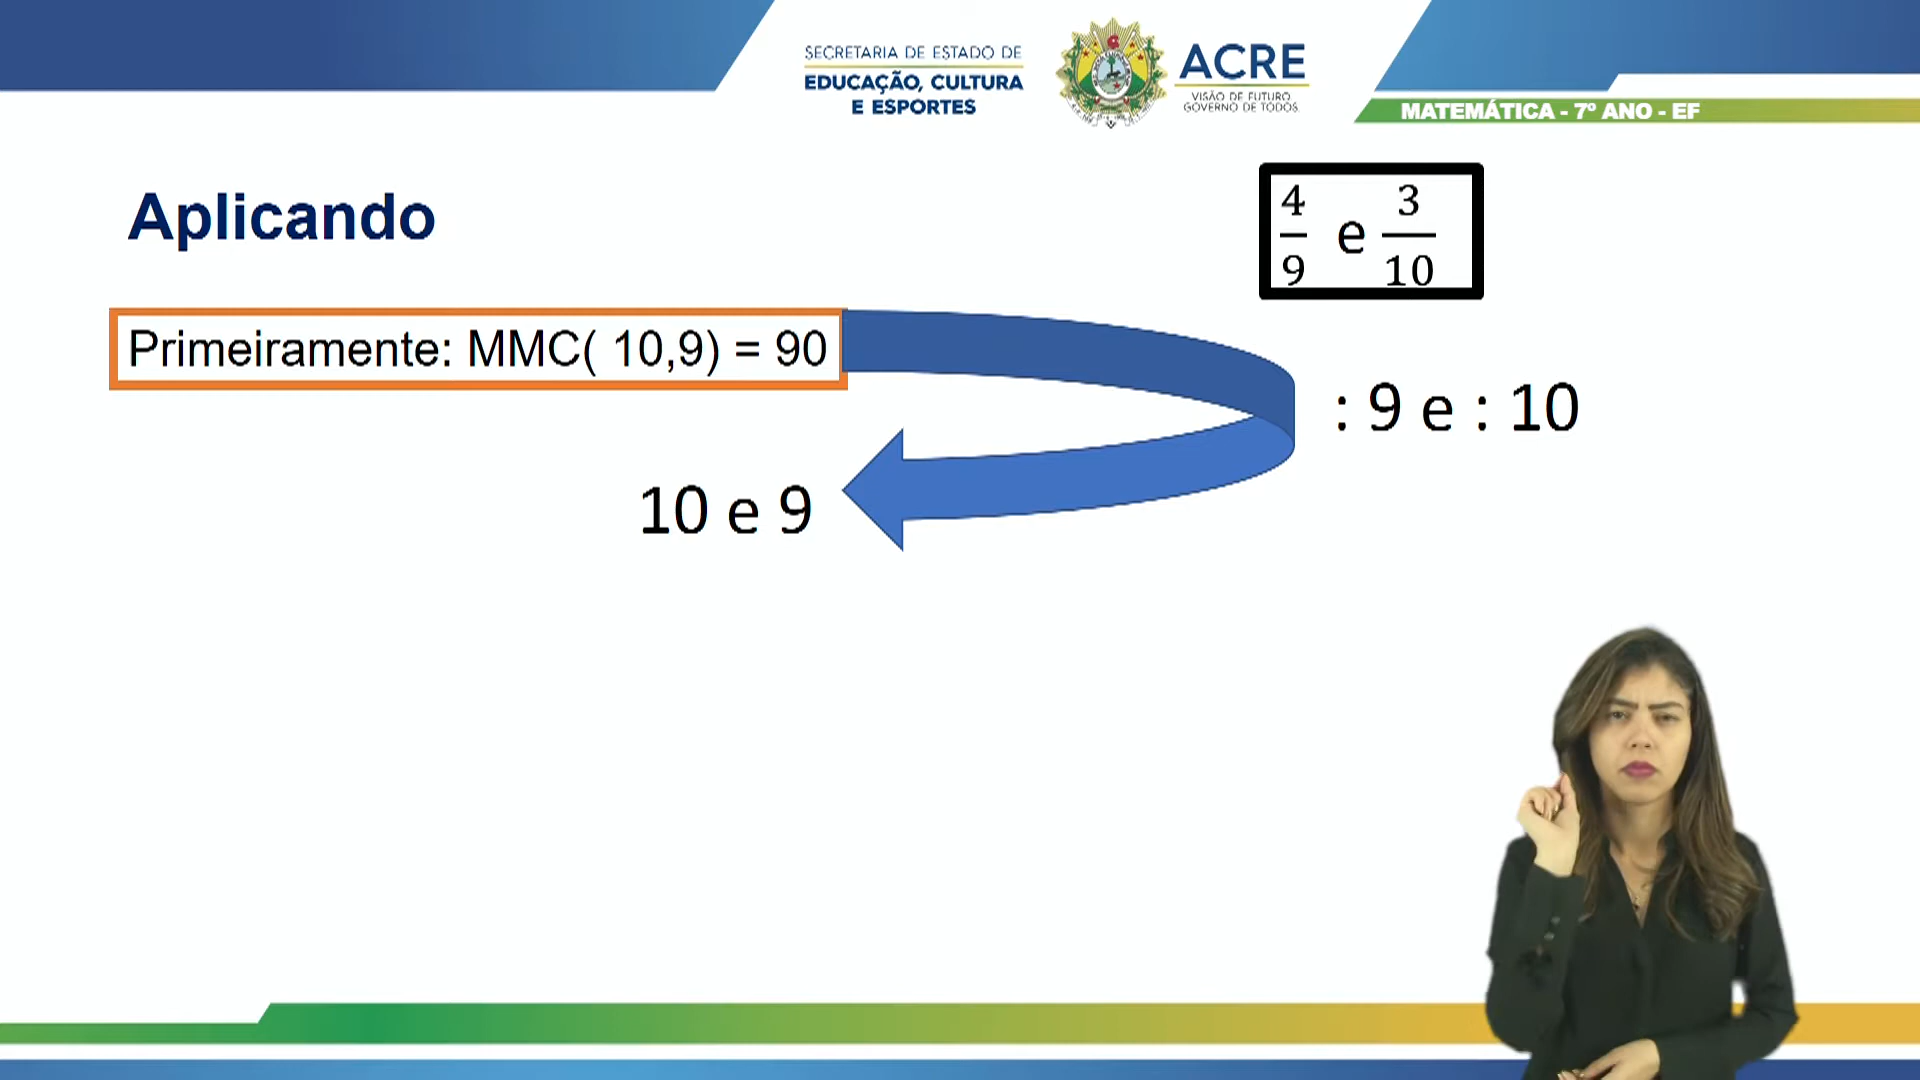 SECRETARIA DE ESTADO DE
EDUCAÇÃO, CULTURA
E ESPORTES
ACRE
VISÃO DE FUTURO
GOVERNO DE TODOS
MATEMÁTICA - 7º ANO - EF
Aplicando
4/9 e 3/10
Primeiramente: MMC( 10,9) = 90
: 9 e : 10
10 e 9